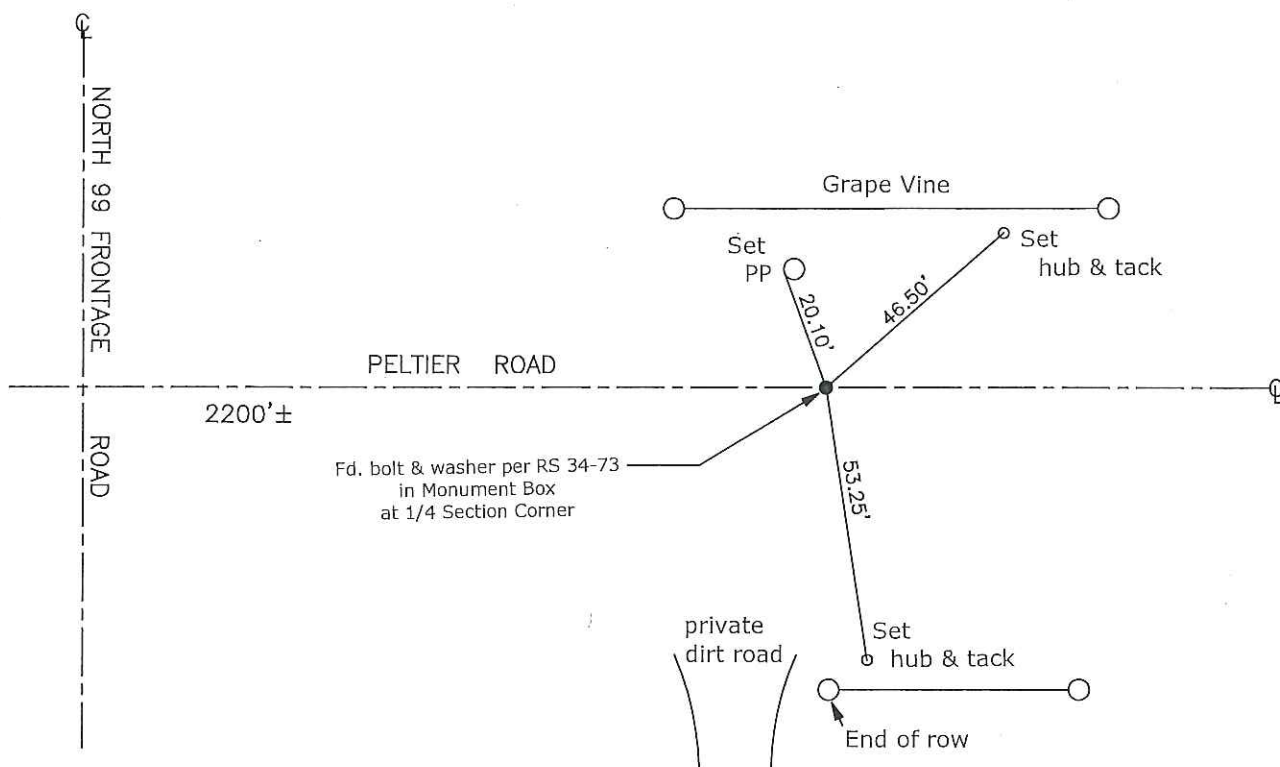 ℄
NORTH 99 FRONTAGE ROAD
Grape Vine
Set
PP
Set
hub & tack
20.10'
46.50'
PELTIER ROAD
℄
2200'±
Fd. bolt & washer per RS 34-73
in Monument Box
at 1/4 Section Corner
53.25'
private
dirt road
Set
hub & tack
End of row